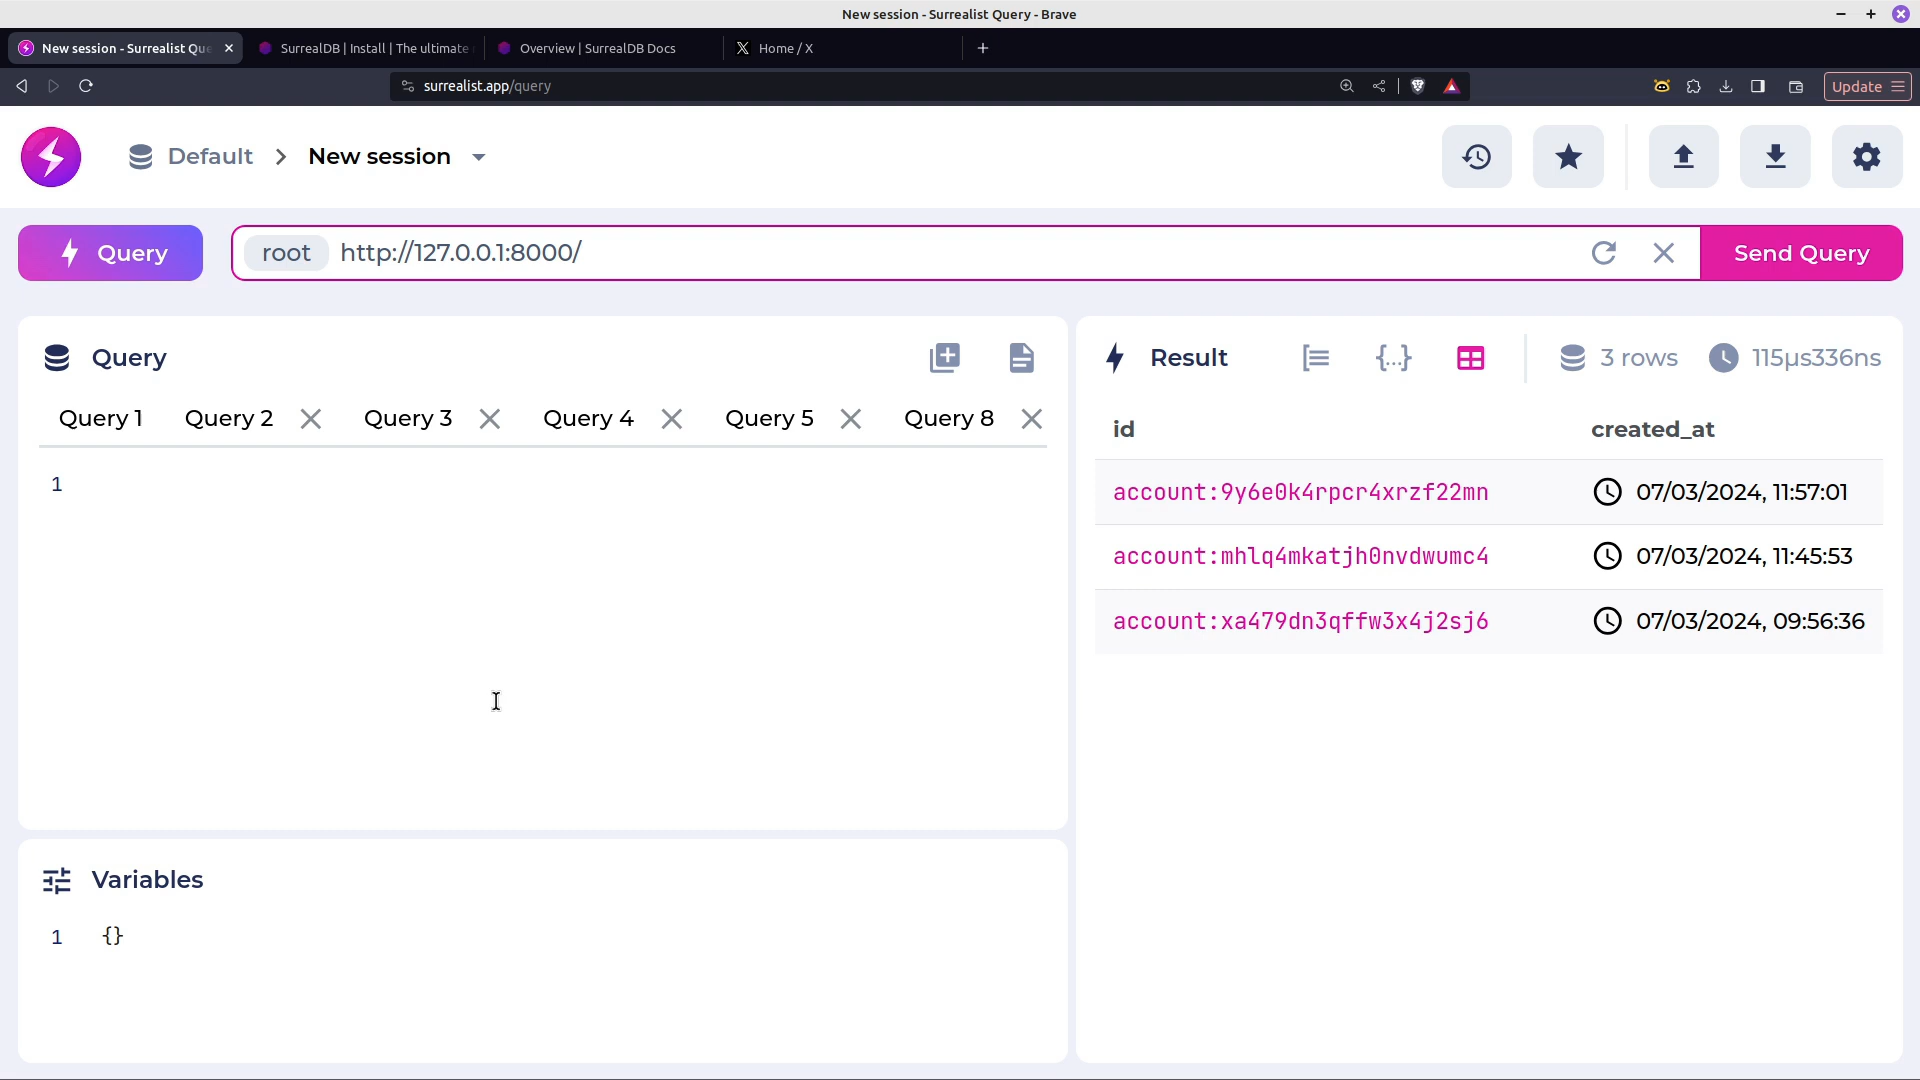 New session - Surrealist Query - Brave
New session - Surrealist Que
SurrealDB | Install | The ultimate
Overview | SurrealDB Docs
Home / X
surrealist.app/query
Update
Default
New session
Query
root
http://127.0.0.1:8000/
Send Query
Query
Query 1
Query 2
Query 3
Query 4
Query 5
Query 8
1
Variables
1 {}
Result
{...}
3 rows
115µs336ns
id created_at
account:9y6e0k4rpcr4xrzf22mn 07/03/2024, 11:57:01
account:mhlq4mkatjh0nvdwumc4 07/03/2024, 11:45:53
account:xa479dn3qffw3x4j2sj6 07/03/2024, 09:56:36